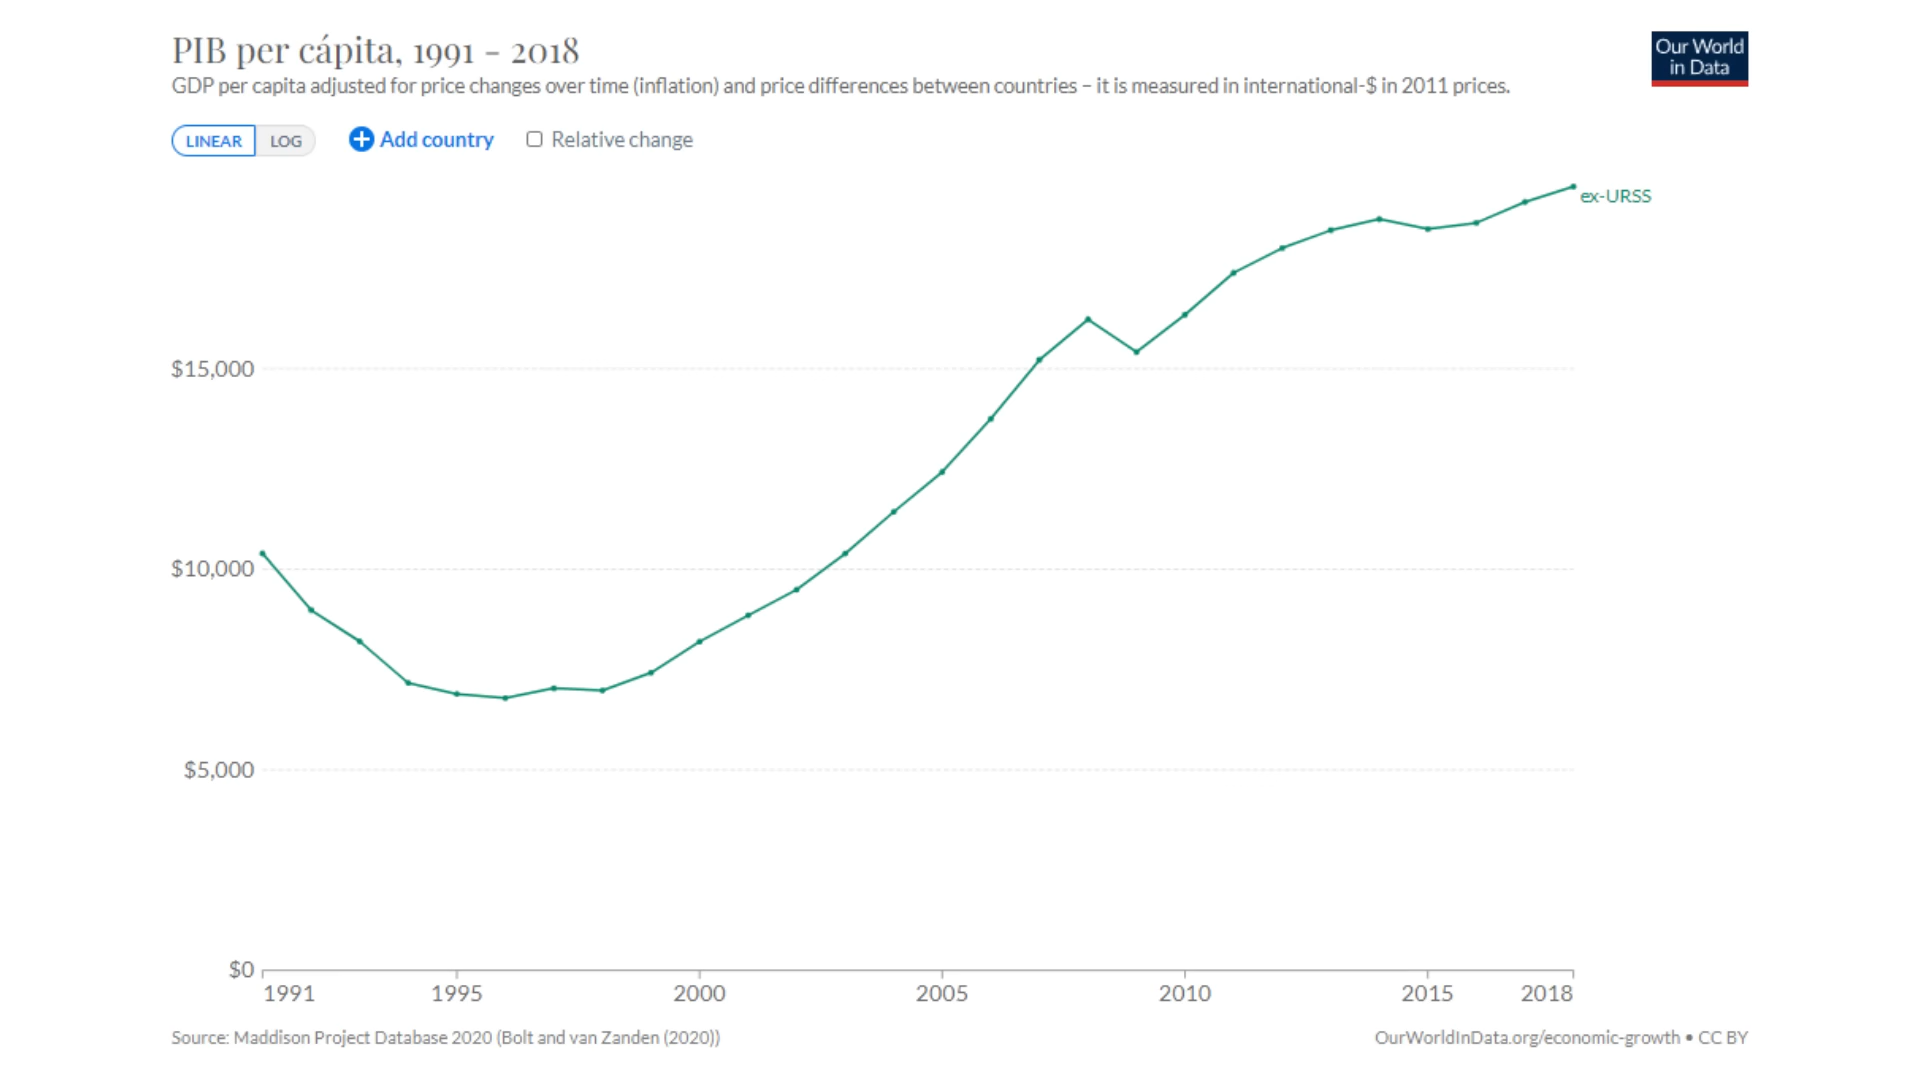 PIB per cápita, 1991 – 2018
Our World
in Data
GDP per capita adjusted for price changes over time (inflation) and price differences between countries – it is measured in international-$ in 2011 prices.
LINEAR LOG Add country Relative change
ex-URSS
$15,000
$10,000
$5,000
$0
1991 1995 2000 2005 2010 2015 2018
Source: Maddison Project Database 2020 (Bolt and van Zanden (2020))
OurWorldInData.org/economic-growth • CC BY